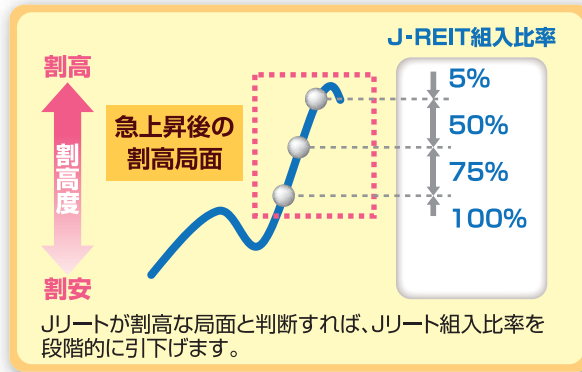 J-REIT組入比率
割高
割高度
割安
急上昇後の
割高局面
5%
50%
75%
100%
Jリートが割高な局面と判断すれば、Jリート組入比率を
段階的に引下げます。